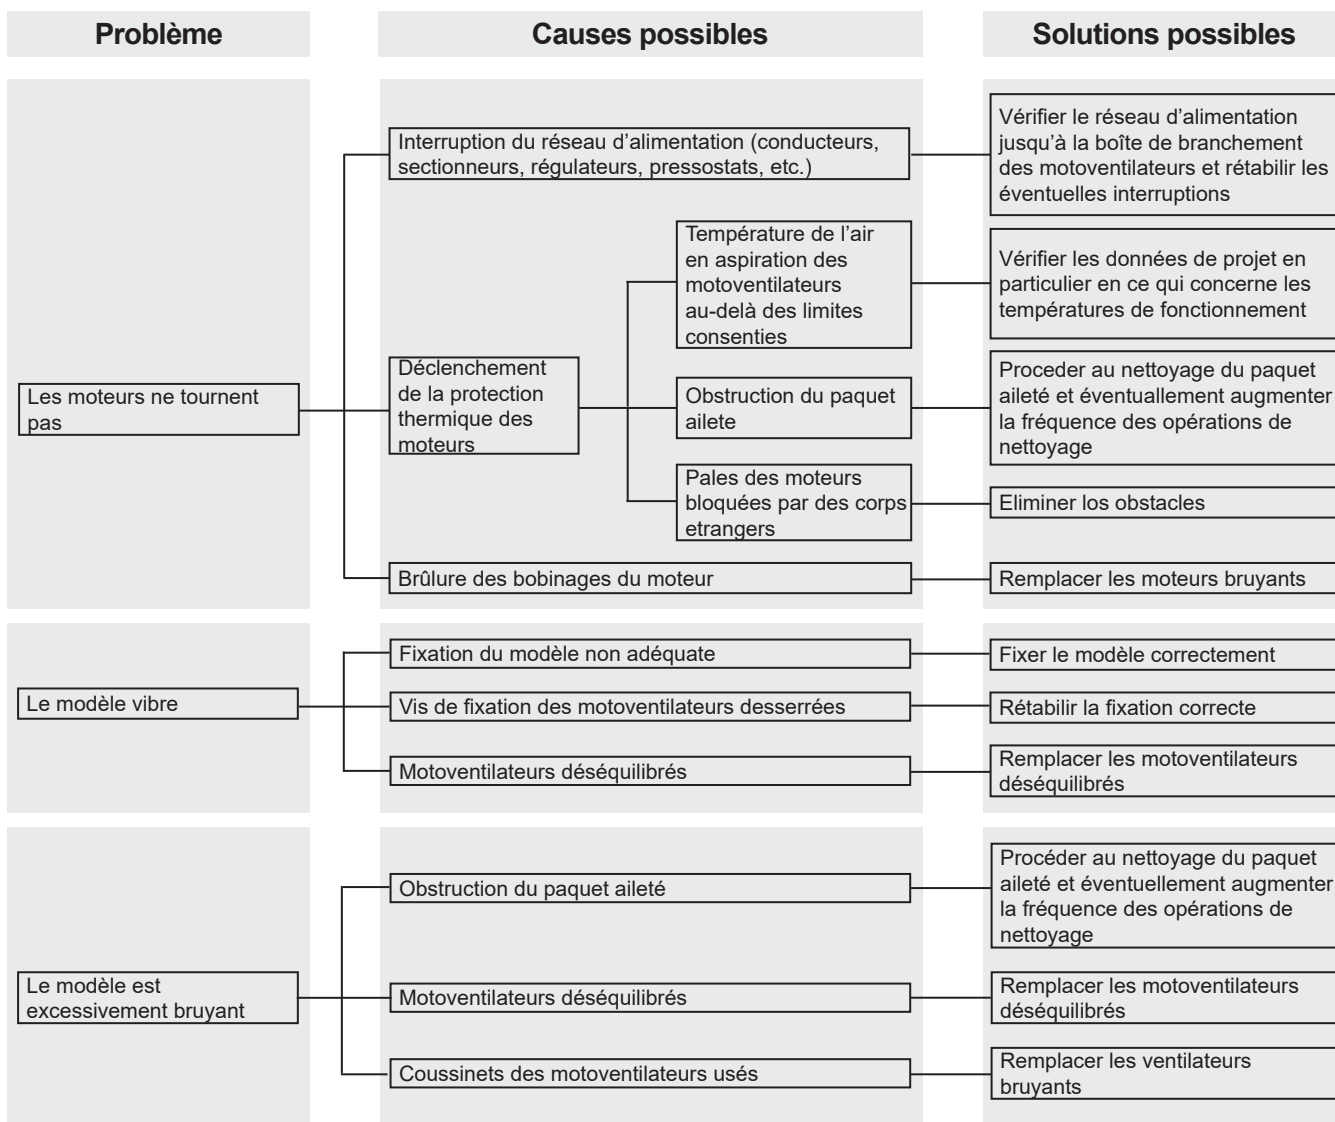 Problème
Causes possibles
Solutions possibles
Les moteurs ne tournent
pas
Interruption du réseau d’alimentation (conducteurs,
sectionneurs, régulateurs, pressostats, etc.)
Vérifier le réseau d’alimentation
jusqu’à la boîte de branchement
des motoventilateurs et rétabilir les
éventuelles interruptions
Déclenchement
de la protection
thermique des
moteurs
Température de l’air
en aspiration des
motoventilateurs
au-delà des limites
consenties
Vérifier les données de projet en
particulier en ce qui concerne les
températures de fonctionnement
Obstruction du paquet
ailete
Proceder au nettoyage du paquet
aileté et éventuallement augmenter
la fréquence des opérations de
nettoyage
Pales des moteurs
bloquées par des corps
etrangers
Eliminer los obstacles
Brûlure des bobinages du moteur
Remplacer les moteurs bruyants
Le modèle vibre
Fixation du modèle non adéquate
Fixer le modèle correctement
Vis de fixation des motoventilateurs desserrées
Rétabilir la fixation correcte
Motoventilateurs déséquilibrés
Remplacer les motoventilateurs
déséquilibrés
Le modèle est
excessivement bruyant
Obstruction du paquet aileté
Procéder au nettoyage du paquet
aileté et éventuellement augmenter
la fréquence des opérations de
nettoyage
Motoventilateurs déséquilibrés
Remplacer les motoventilateurs
déséquilibrés
Coussinets des motoventilateurs usés
Remplacer les ventilateurs
bruyants